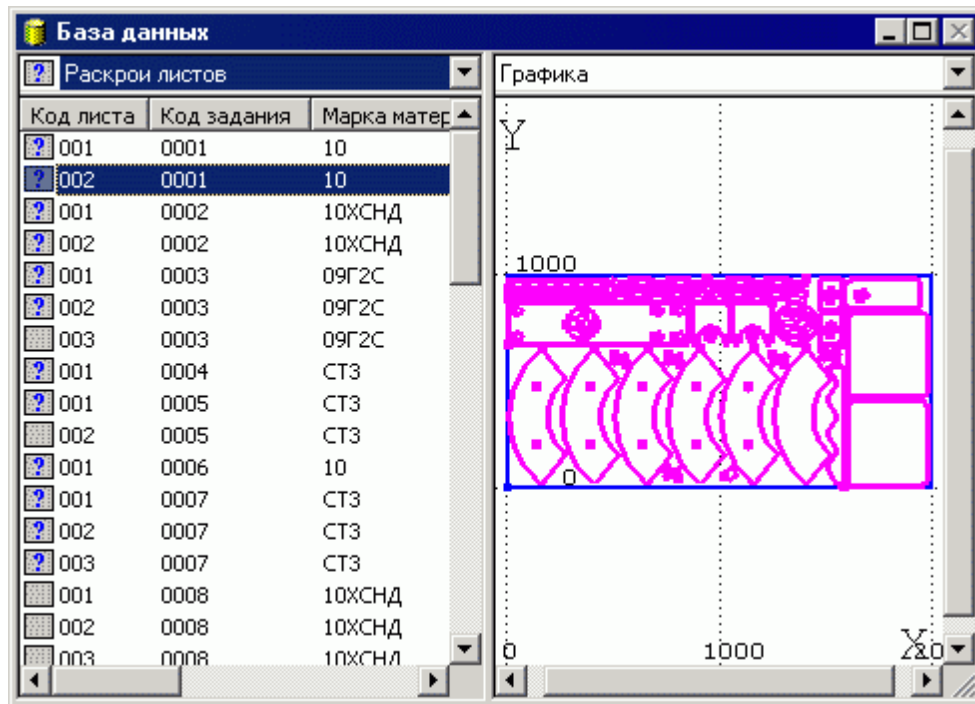 База данных
Раскрои листов
Графика
Код листа Код задания Марка матер
001 0001 10
002 0001 10
001 0002 10ХСНД
002 0002 10ХСНД
001 0003 09Г2С
002 0003 09Г2С
003 0003 09Г2С
001 0004 СТ3
001 0005 СТ3
002 0005 СТ3
001 0006 10
001 0007 СТ3
002 0007 СТ3
003 0007 СТ3
001 0008 10ХСНД
002 0008 10ХСНД
003 0008 10ХСНД
Y
1000
0
0 1000 X